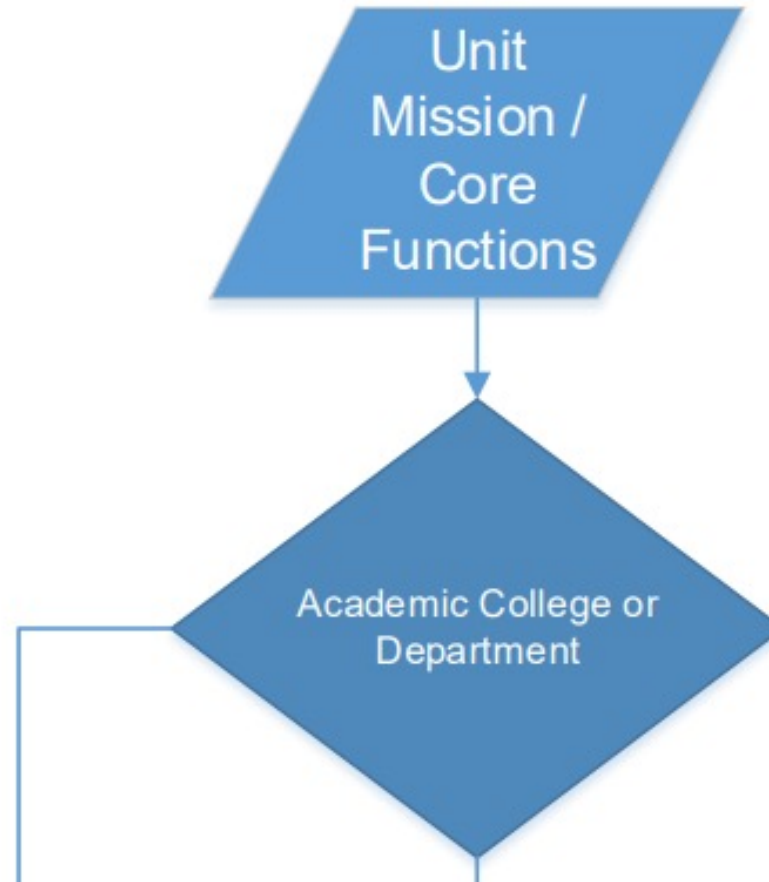 Unit
Mission /
Core
Functions
Academic College or
Department